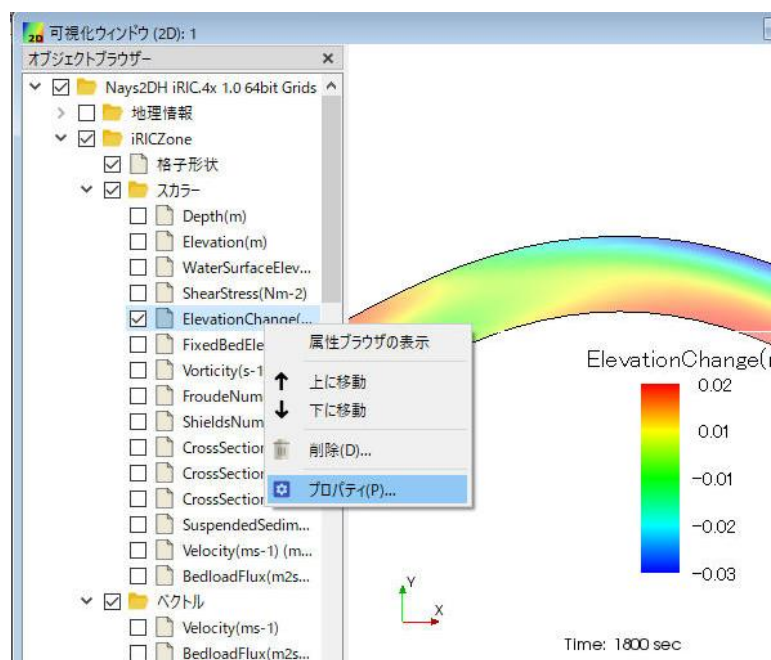 2D 可視化ウィンドウ (2D): 1
オブジェクトブラウザー
Nays2DH iRIC.4x 1.0 64bit Grids
地理情報
iRICZone
格子形状
スカラー
Depth(m)
Elevation(m)
WaterSurfaceElev...
ShearStress(Nm-2)
ElevationChange(...
FixedBedEle
Vorticity(s-1
FroudeNum
ShieldsNum
CrossSection
CrossSection
CrossSection
SuspendedSedim...
Velocity(ms-1) (m...
BedloadFlux(m2s...
ベクトル
Velocity(ms-1)
BedloadFlux(m2s...
属性ブラウザの表示
上に移動
下に移動
削除(D)...
プロパティ(P)...
ElevationChange(
0.02
0.01
-0.01
-0.02
-0.03
Y
X
Time: 1800 sec